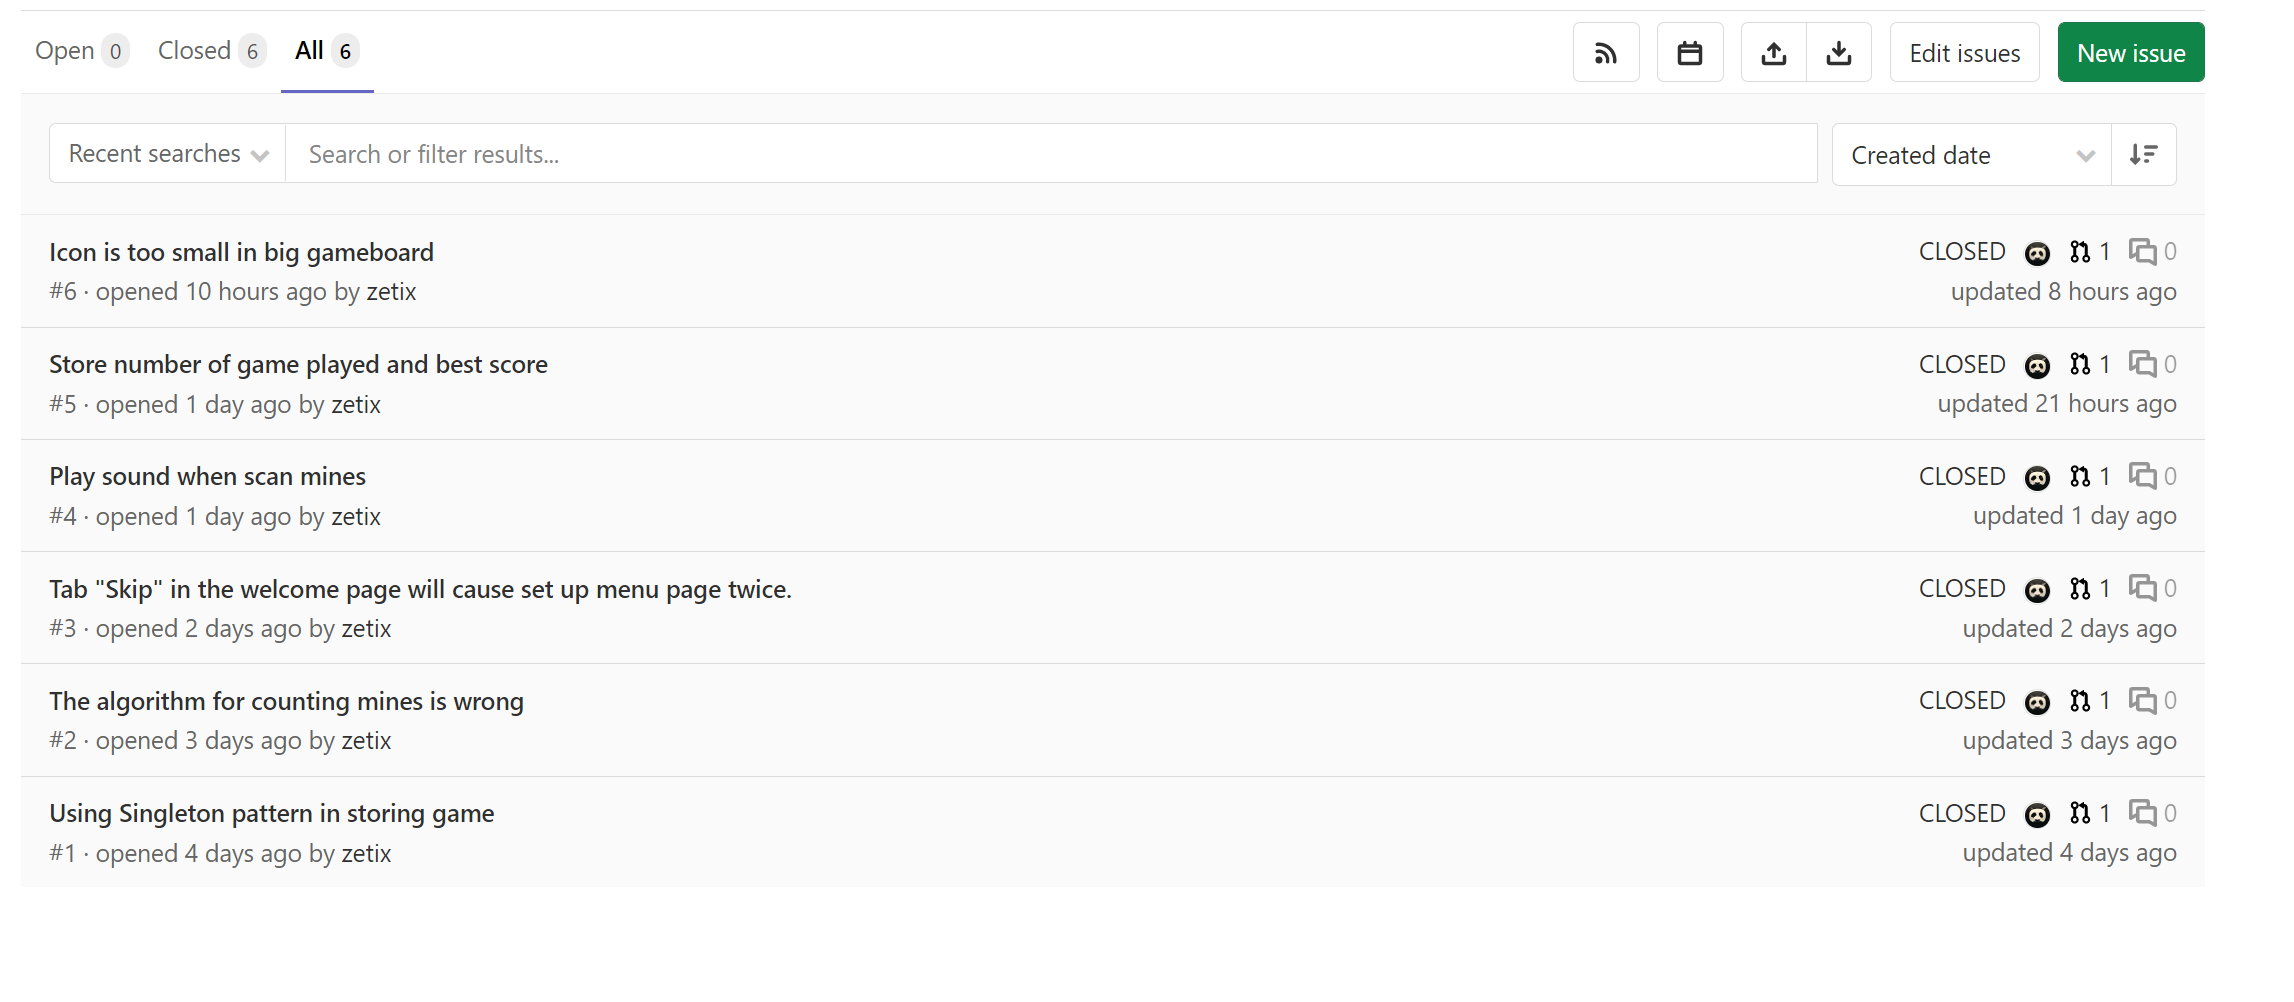 Open 0 Closed 6 All 6 Edit issues New issue
Recent searches Search or filter results... Created date
Icon is too small in big gameboard CLOSED 1 0
#6 · opened 10 hours ago by zetix updated 8 hours ago
Store number of game played and best score CLOSED 1 0
#5 · opened 1 day ago by zetix updated 21 hours ago
Play sound when scan mines CLOSED 1 0
#4 · opened 1 day ago by zetix updated 1 day ago
Tab "Skip" in the welcome page will cause set up menu page twice. CLOSED 1 0
#3 · opened 2 days ago by zetix updated 2 days ago
The algorithm for counting mines is wrong CLOSED 1 0
#2 · opened 3 days ago by zetix updated 3 days ago
Using Singleton pattern in storing game CLOSED 1 0
#1 · opened 4 days ago by zetix updated 4 days ago